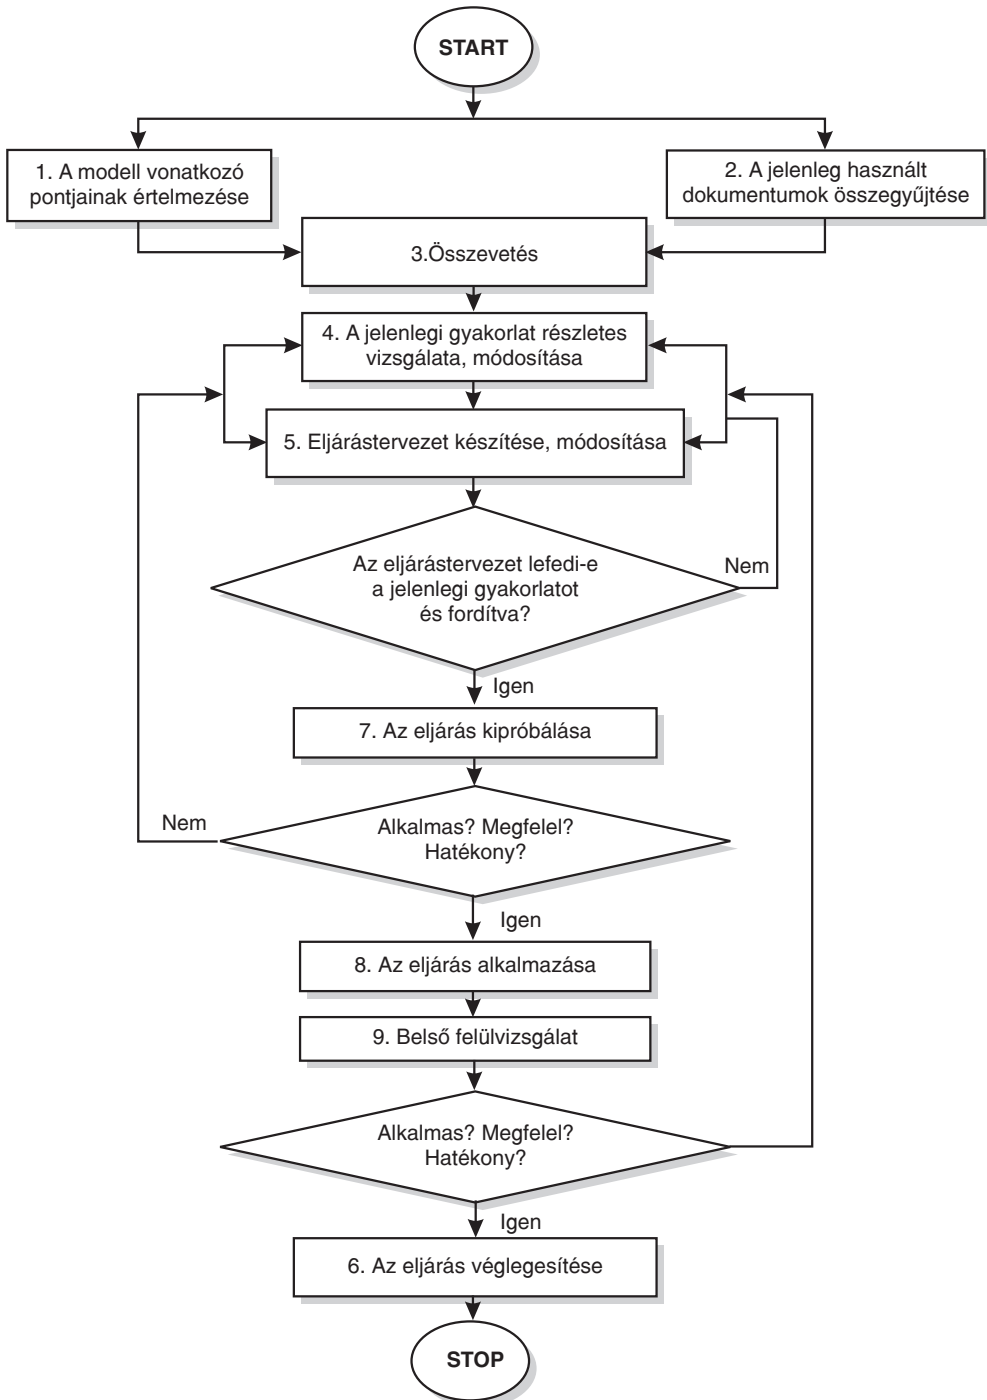 START
1. A modell vonatkozó
pontjainak értelmezése
2. A jelenleg használt
dokumentumok összegyűjtése
3.Összevetés
4. A jelenlegi gyakorlat részletes
vizsgálata, módosítása
5. Eljárástervezet készítése, módosítása
Az eljárástervezet lefedi-e
a jelenlegi gyakorlatot
és fordítva?
Nem
Igen
7. Az eljárás kipróbálása
Nem
Alkalmas? Megfelel?
Hatékony?
Igen
8. Az eljárás alkalmazása
9. Belső felülvizsgálat
Alkalmas? Megfelel?
Hatékony?
Igen
6. Az eljárás véglegesítése
STOP